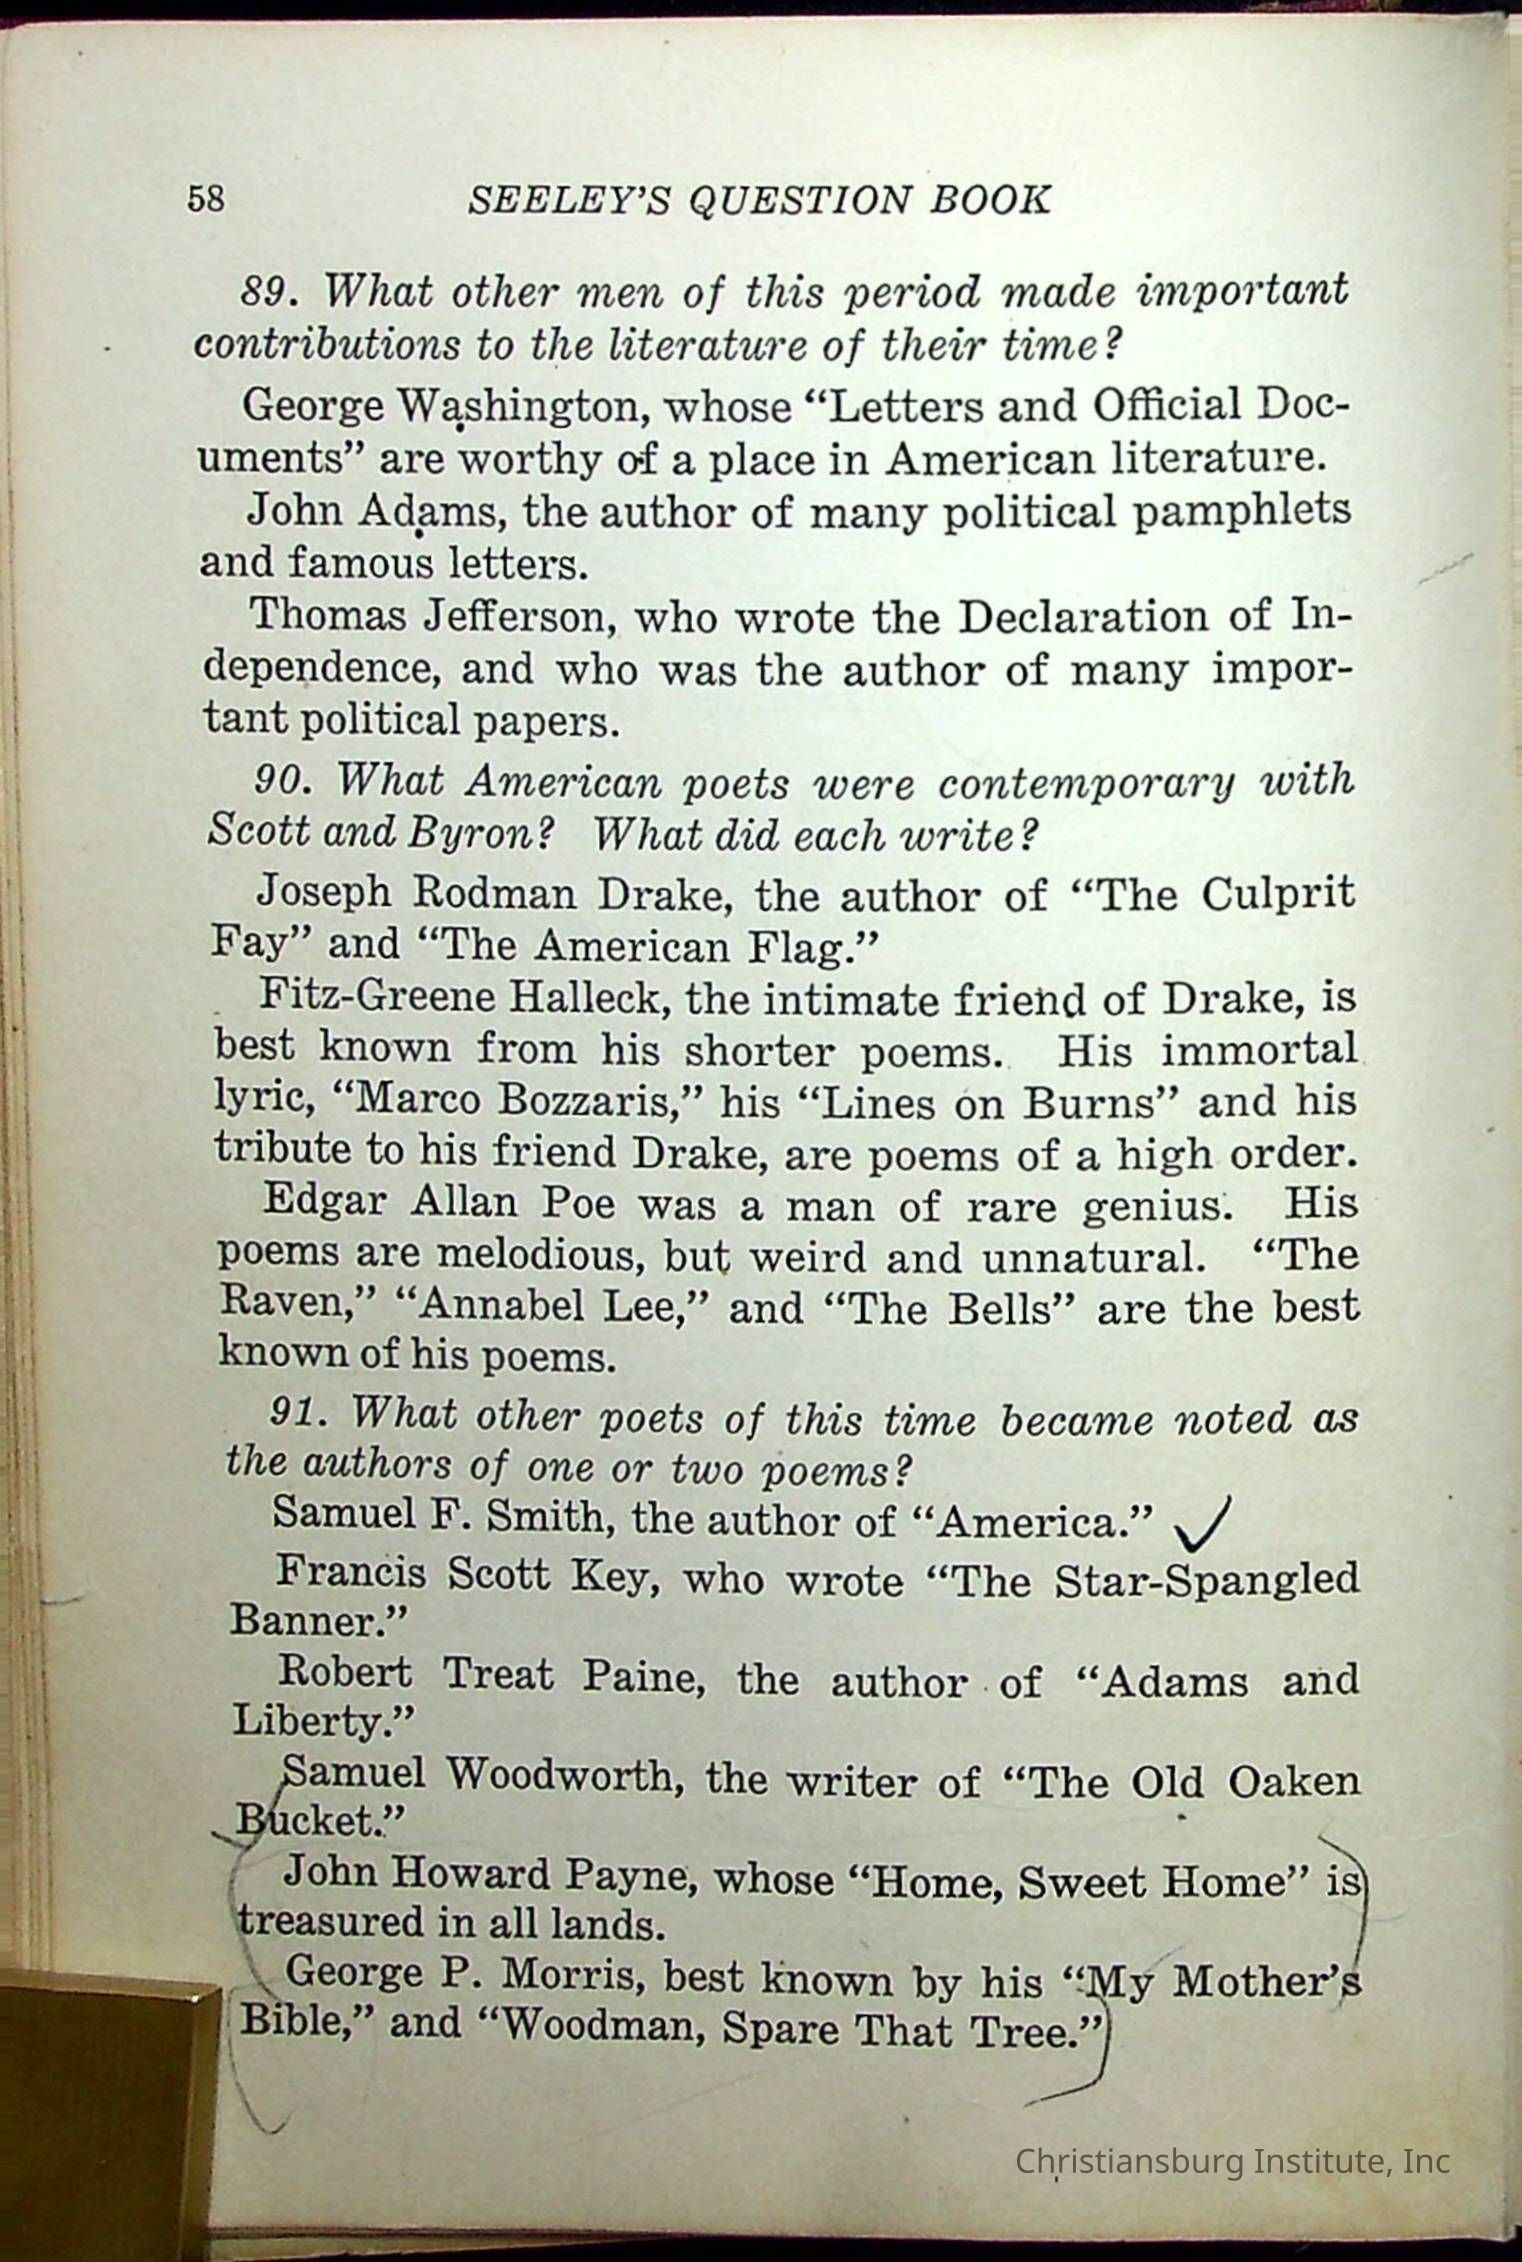 58 SEELEY'S QUESTION BOOK
89. What other men of this period made important
contributions to the literature of their time?
George Washington, whose “Letters and Official Doc-
uments” are worthy of a place in American literature.
John Adams, the author of many political pamphlets
and famous letters.
Thomas Jefferson, who wrote the Declaration of In-
dependence, and who was the author of many impor-
tant political papers.
90. What American poets were contemporary with
Scott and Byron? What did each write?
Joseph Rodman Drake, the author of “The Culprit
Fay” and “The American Flag.”
Fitz-Greene Halleck, the intimate friend of Drake, is
best known from his shorter poems. His immortal
lyric, “Marco Bozzaris,” his “Lines on Burns” and his
tribute to his friend Drake, are poems of a high order.
Edgar Allan Poe was a man of rare genius. His
poems are melodious, but weird and unnatural. “The
Raven,” “Annabel Lee,” and “The Bells” are the best
known of his poems.
91. What other poets of this time became noted as
the authors of one or two poems?
Samuel F. Smith, the author of “America.” ✓
Francis Scott Key, who wrote “The Star-Spangled
Banner.”
Robert Treat Paine, the author of “Adams and
Liberty.”
Samuel Woodworth, the writer of “The Old Oaken
Bucket.”
John Howard Payne, whose “Home, Sweet Home” is
treasured in all lands.
George P. Morris, best known by his “My Mother's
Bible,” and “Woodman, Spare That Tree.”
Christiansburg Institute, Inc